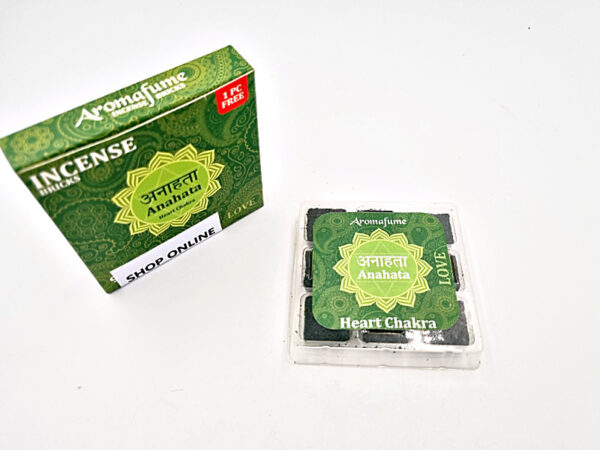 Aromafume
INCENSE BRICKS
1 PC
FREE
INCENSE
BRICKS
अनाहता
Anahata
Heart Chakra
LOVE
SHOP ONLINE
Aromafume
अनाहता
Anahata
LOVE
Heart Chakra